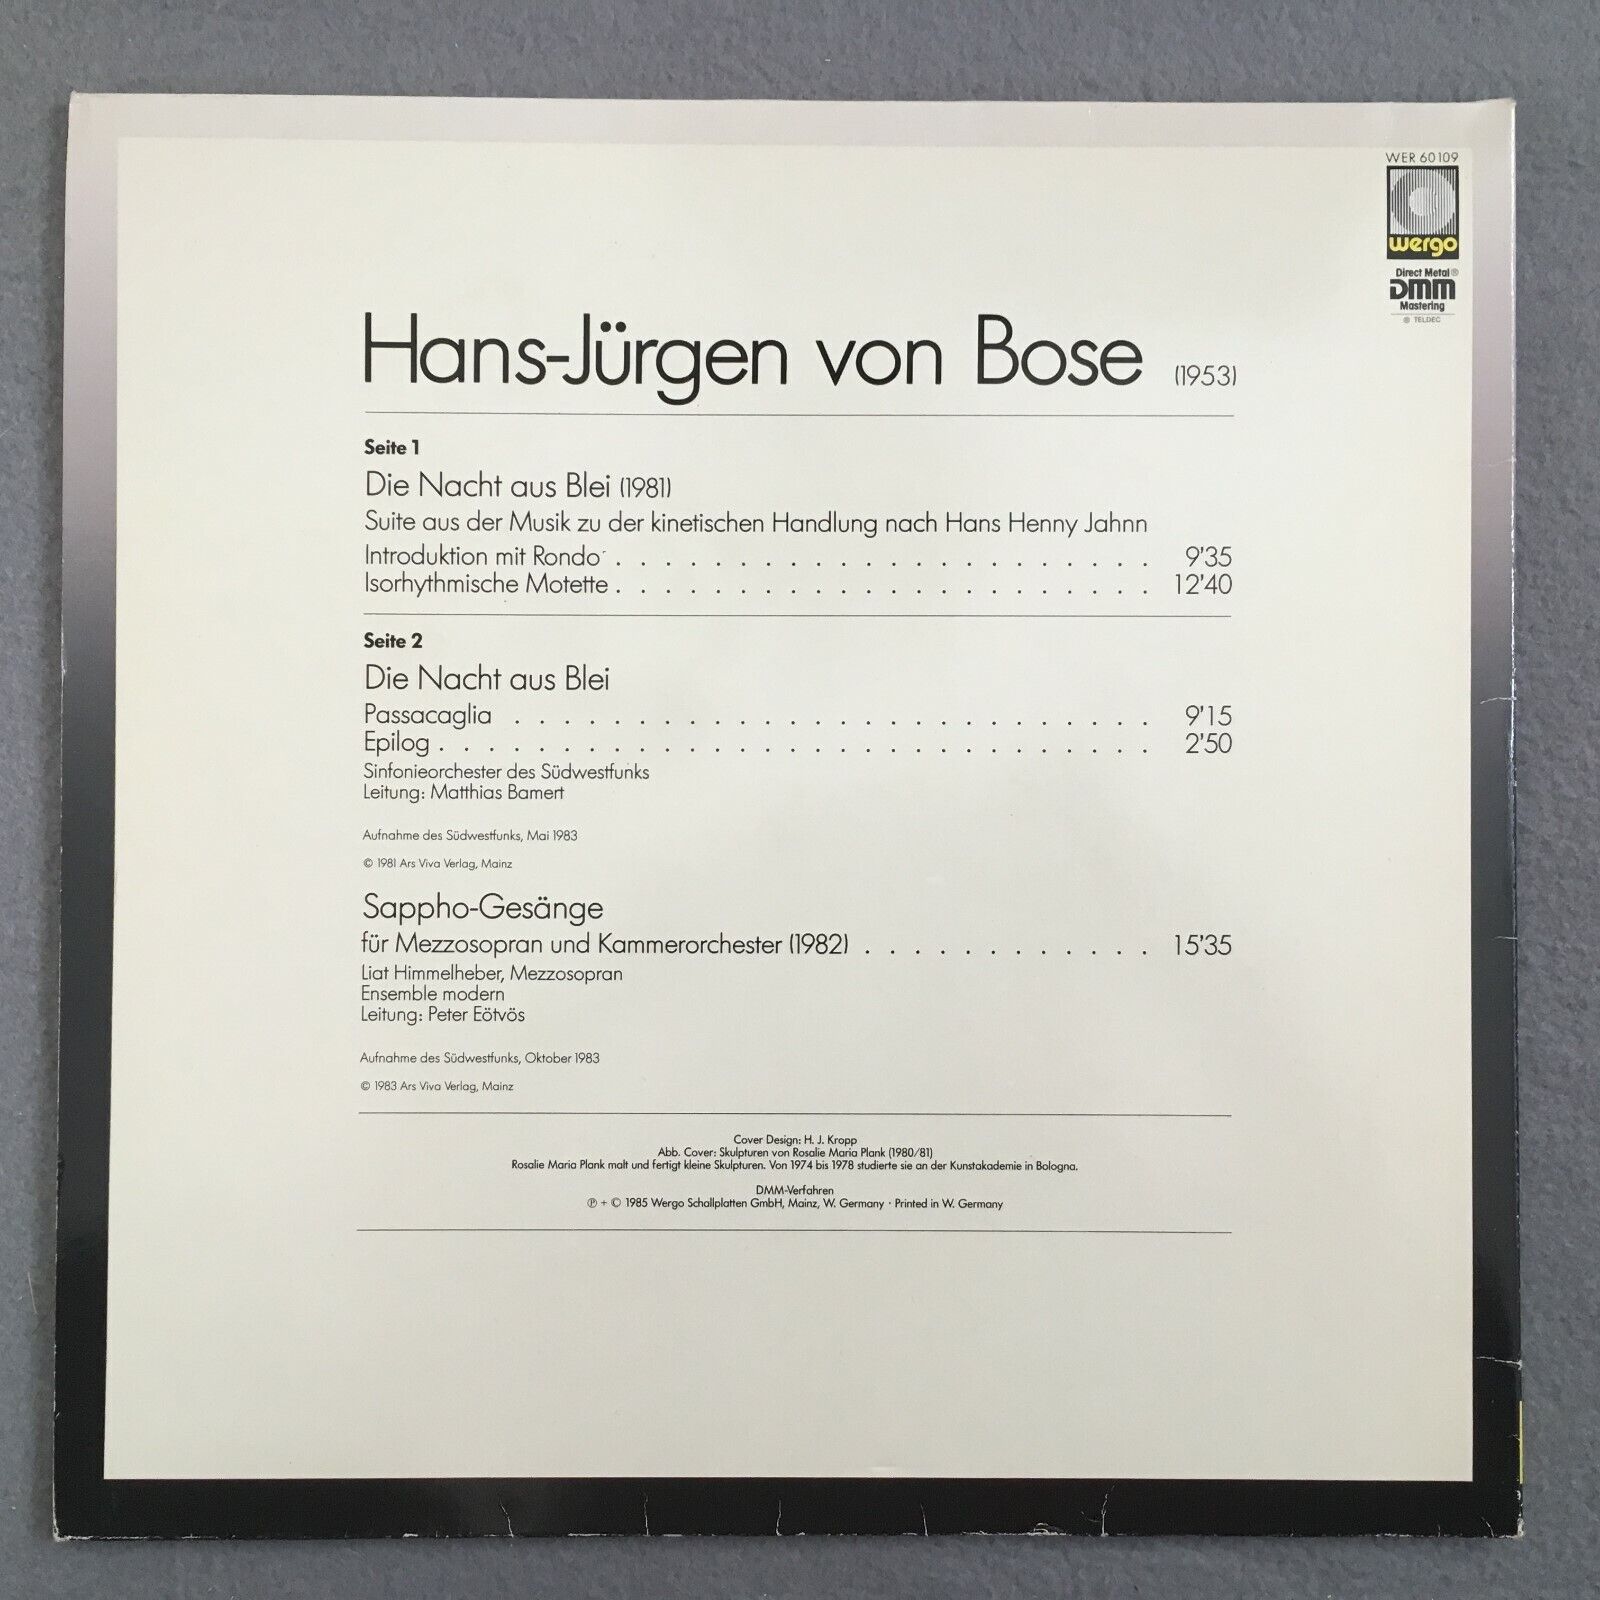 WER 60109
wergo
Direct Metal®
DMM
Mastering
® TELDEC
Hans-Jürgen von Bose (1953)
Seite 1
Die Nacht aus Blei (1981)
Suite aus der Musik zu der kinetischen Handlung nach Hans Henny Jahnn
Introduktion mit Rondo . . . . . . . . . . . . . . . . . . . . . . 9'35
Isorhythmische Motette . . . . . . . . . . . . . . . . . . . . . . 12'40
Seite 2
Die Nacht aus Blei
Passacaglia . . . . . . . . . . . . . . . . . . . . . . . . . . 9'15
Epilog . . . . . . . . . . . . . . . . . . . . . . . . . . . . . 2'50
Sinfonieorchester des Südwestfunks
Leitung: Matthias Bamert
Aufnahme des Südwestfunks, Mai 1983
© 1981 Ars Viva Verlag, Mainz
Sappho-Gesänge
für Mezzosopran und Kammerorchester (1982) . . . . . . . . . . . . 15'35
Liat Himmelheber, Mezzosopran
Ensemble modern
Leitung: Peter Eötvös
Aufnahme des Südwestfunks, Oktober 1983
© 1983 Ars Viva Verlag, Mainz
Cover Design: H. J. Kropp
Abb. Cover: Skulpturen von Rosalie Maria Plank (1980/81)
Rosalie Maria Plank malt und fertigt kleine Skulpturen. Von 1974 bis 1978 studierte sie an der Kunstakademie in Bologna.
DMM-Verfahren
℗ + © 1985 Wergo Schallplatten GmbH, Mainz, W. Germany · Printed in W. Germany